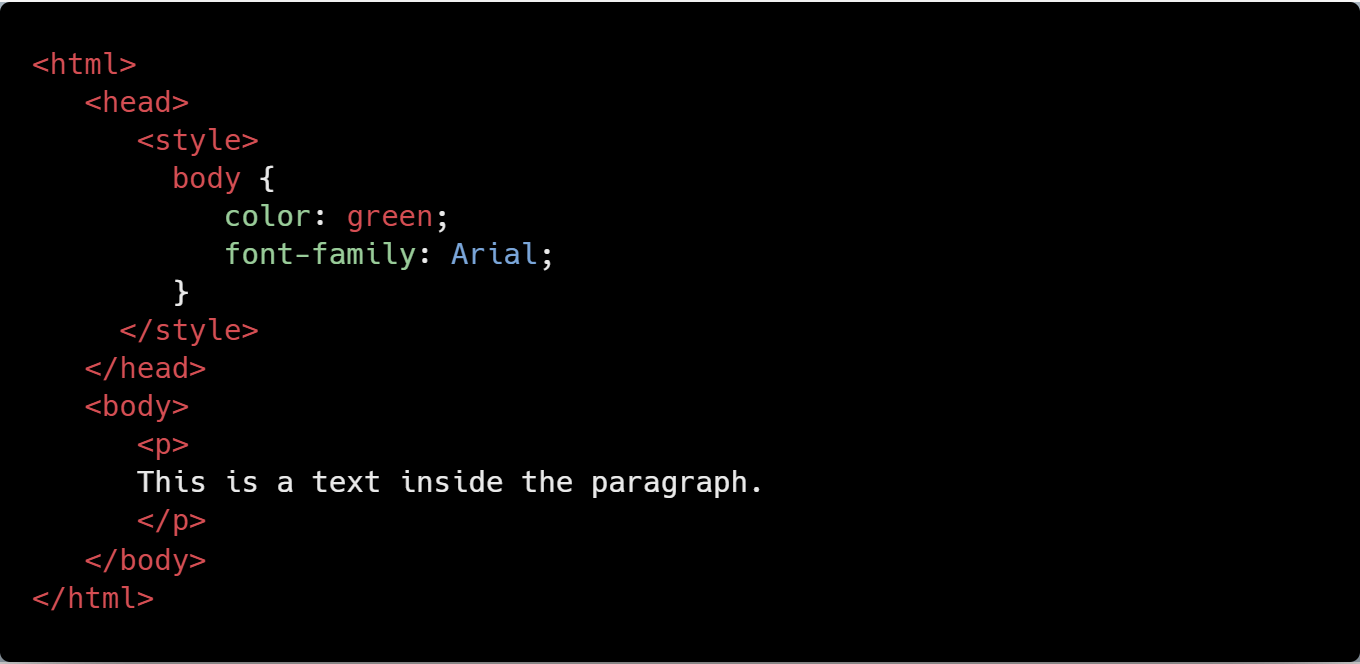 <html>
   <head>
      <style>
        body {
           color: green;
           font-family: Arial;
        }
     </style>
   </head>
   <body>
      <p>
      This is a text inside the paragraph.
      </p>
   </body>
</html>